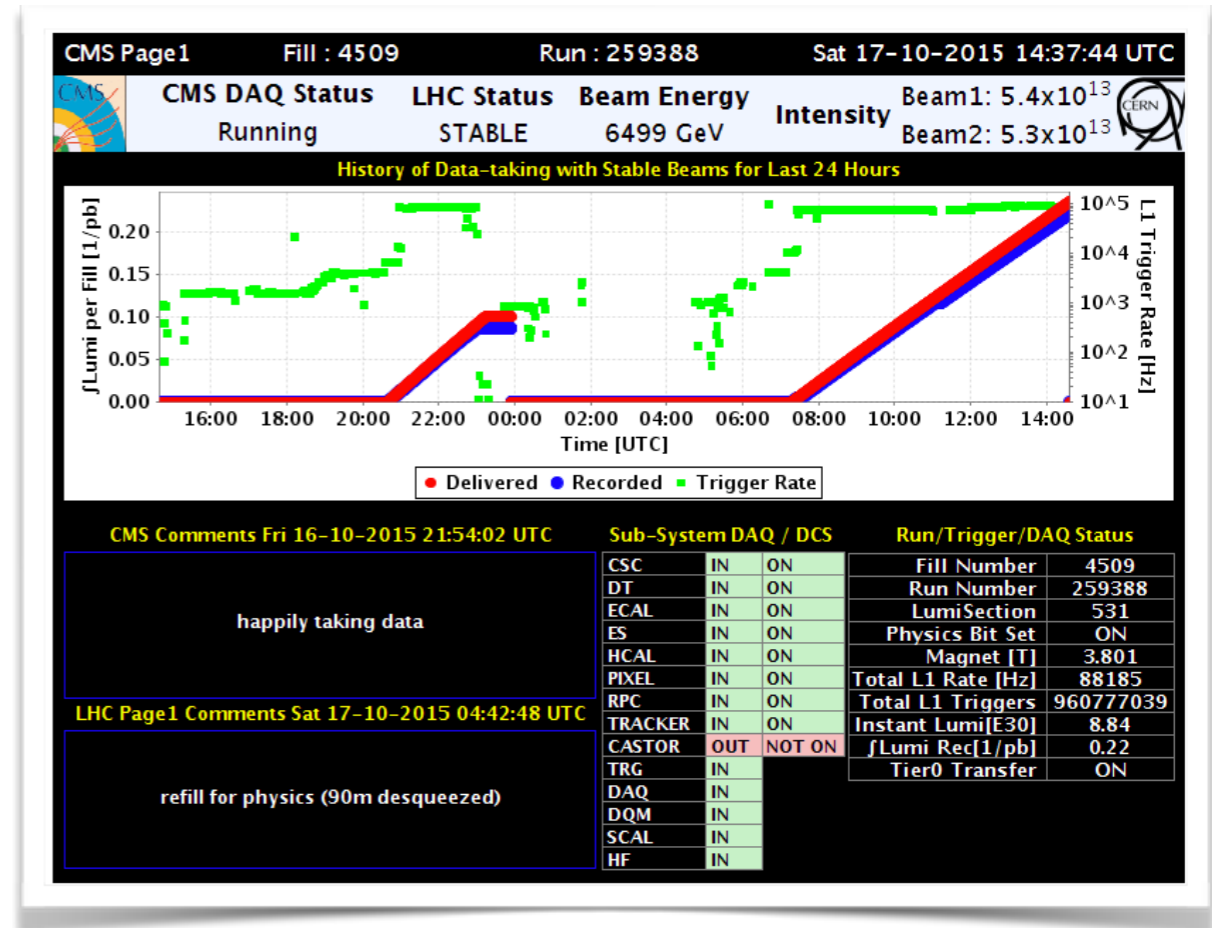 CMS Page1 Fill : 4509 Run : 259388 Sat 17-10-2015 14:37:44 UTC
CMS
CMS DAQ Status LHC Status Beam Energy Intensity Beam1: 5.4x10^13
Running STABLE 6499 GeV Beam2: 5.3x10^13
CERN
History of Data-taking with Stable Beams for Last 24 Hours
∫Lumi per Fill [1/pb]
0.20
0.15
0.10
0.05
0.00
10^5
10^4
10^3
10^2
10^1
L1 Trigger Rate [Hz]
16:00 18:00 20:00 22:00 00:00 02:00 04:00 06:00 08:00 10:00 12:00 14:00
Time [UTC]
Delivered Recorded Trigger Rate
CMS Comments Fri 16-10-2015 21:54:02 UTC
happily taking data
LHC Page1 Comments Sat 17-10-2015 04:42:48 UTC
refill for physics (90m desqueezed)
Sub-System DAQ / DCS
CSC IN ON
DT IN ON
ECAL IN ON
ES IN ON
HCAL IN ON
PIXEL IN ON
RPC IN ON
TRACKER IN ON
CASTOR OUT NOT ON
TRG IN
DAQ IN
DQM IN
SCAL IN
HF IN
Run/Trigger/DAQ Status
Fill Number 4509
Run Number 259388
LumiSection 531
Physics Bit Set ON
Magnet [T] 3.801
Total L1 Rate [Hz] 88185
Total L1 Triggers 960777039
Instant Lumi[E30] 8.84
∫Lumi Rec[1/pb] 0.22
Tier0 Transfer ON